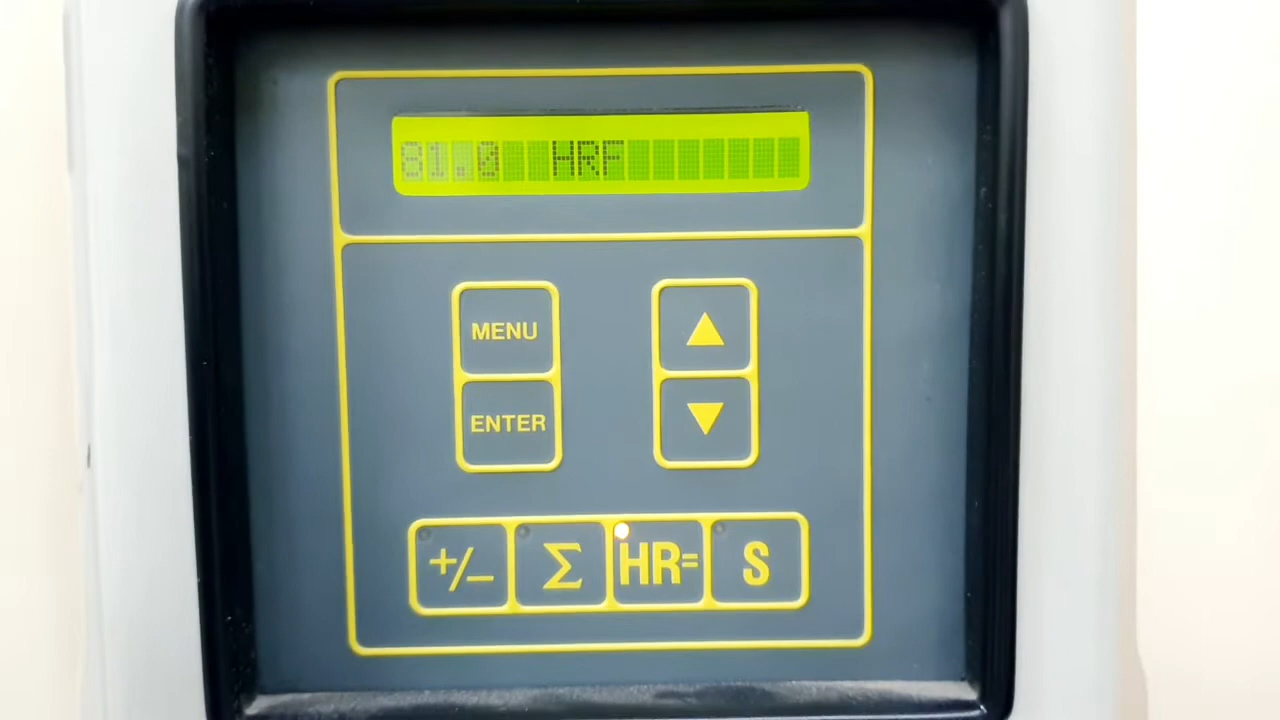 81.0 HRF
MENU
▲
ENTER
▼
+/− Σ HR= S